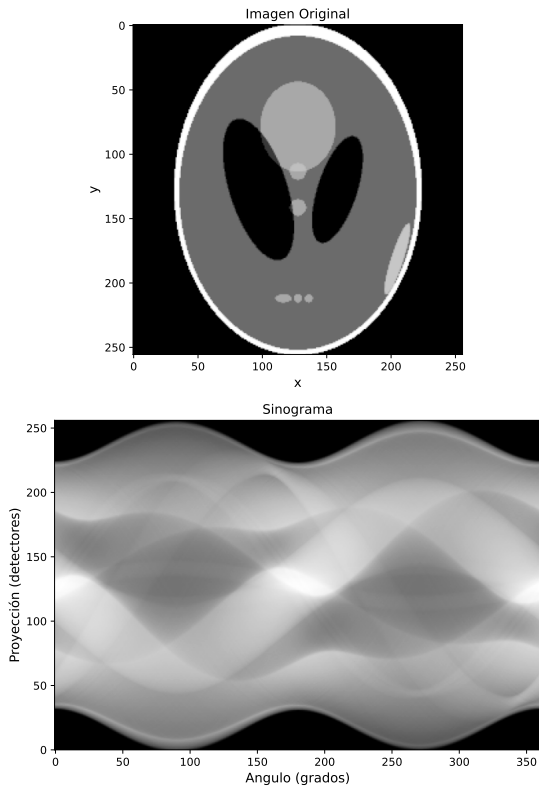 Imagen Original
0
50
100
150
200
250
y
0 50 100 150 200 250
x
Sinograma
250
200
150
100
50
0
Proyección (detectores)
0 50 100 150 200 250 300 350
Angulo (grados)